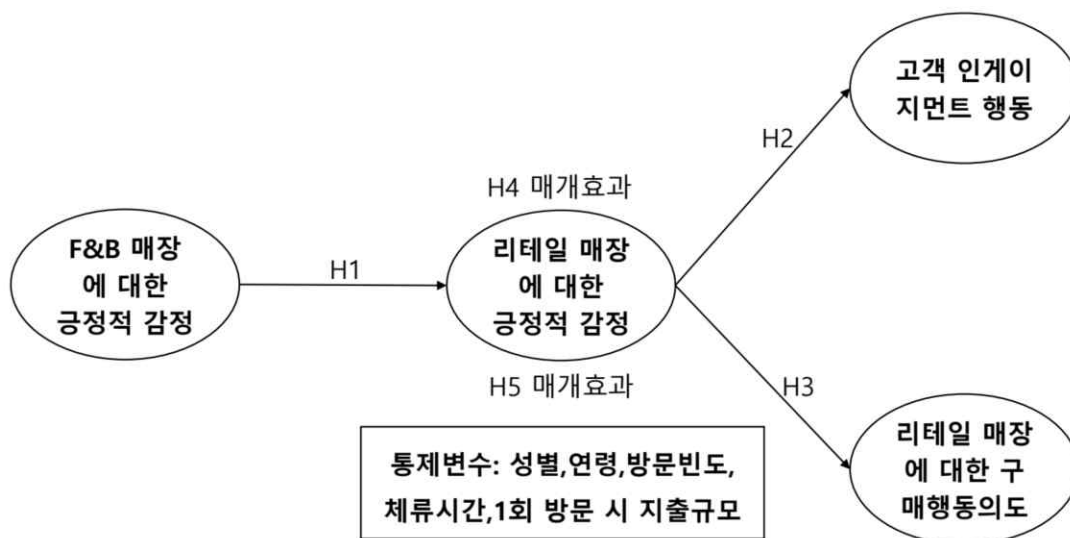 고객 인게이
지먼트 행동
H2
H4 매개효과
F&B 매장
에 대한
긍정적 감정
H1
리테일 매장
에 대한
긍정적 감정
H5 매개효과
H3
통제변수: 성별,연령,방문빈도,
체류시간,1회 방문 시 지출규모
리테일 매장
에 대한 구
매행동의도